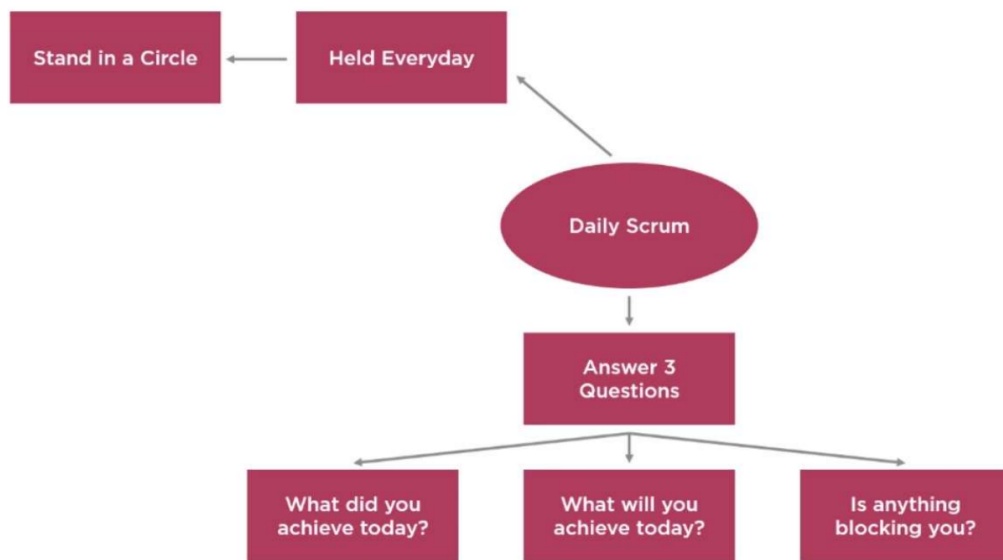 Stand in a Circle
Held Everyday
Daily Scrum
Answer 3
Questions
What did you
achieve today?
What will you
achieve today?
Is anything
blocking you?